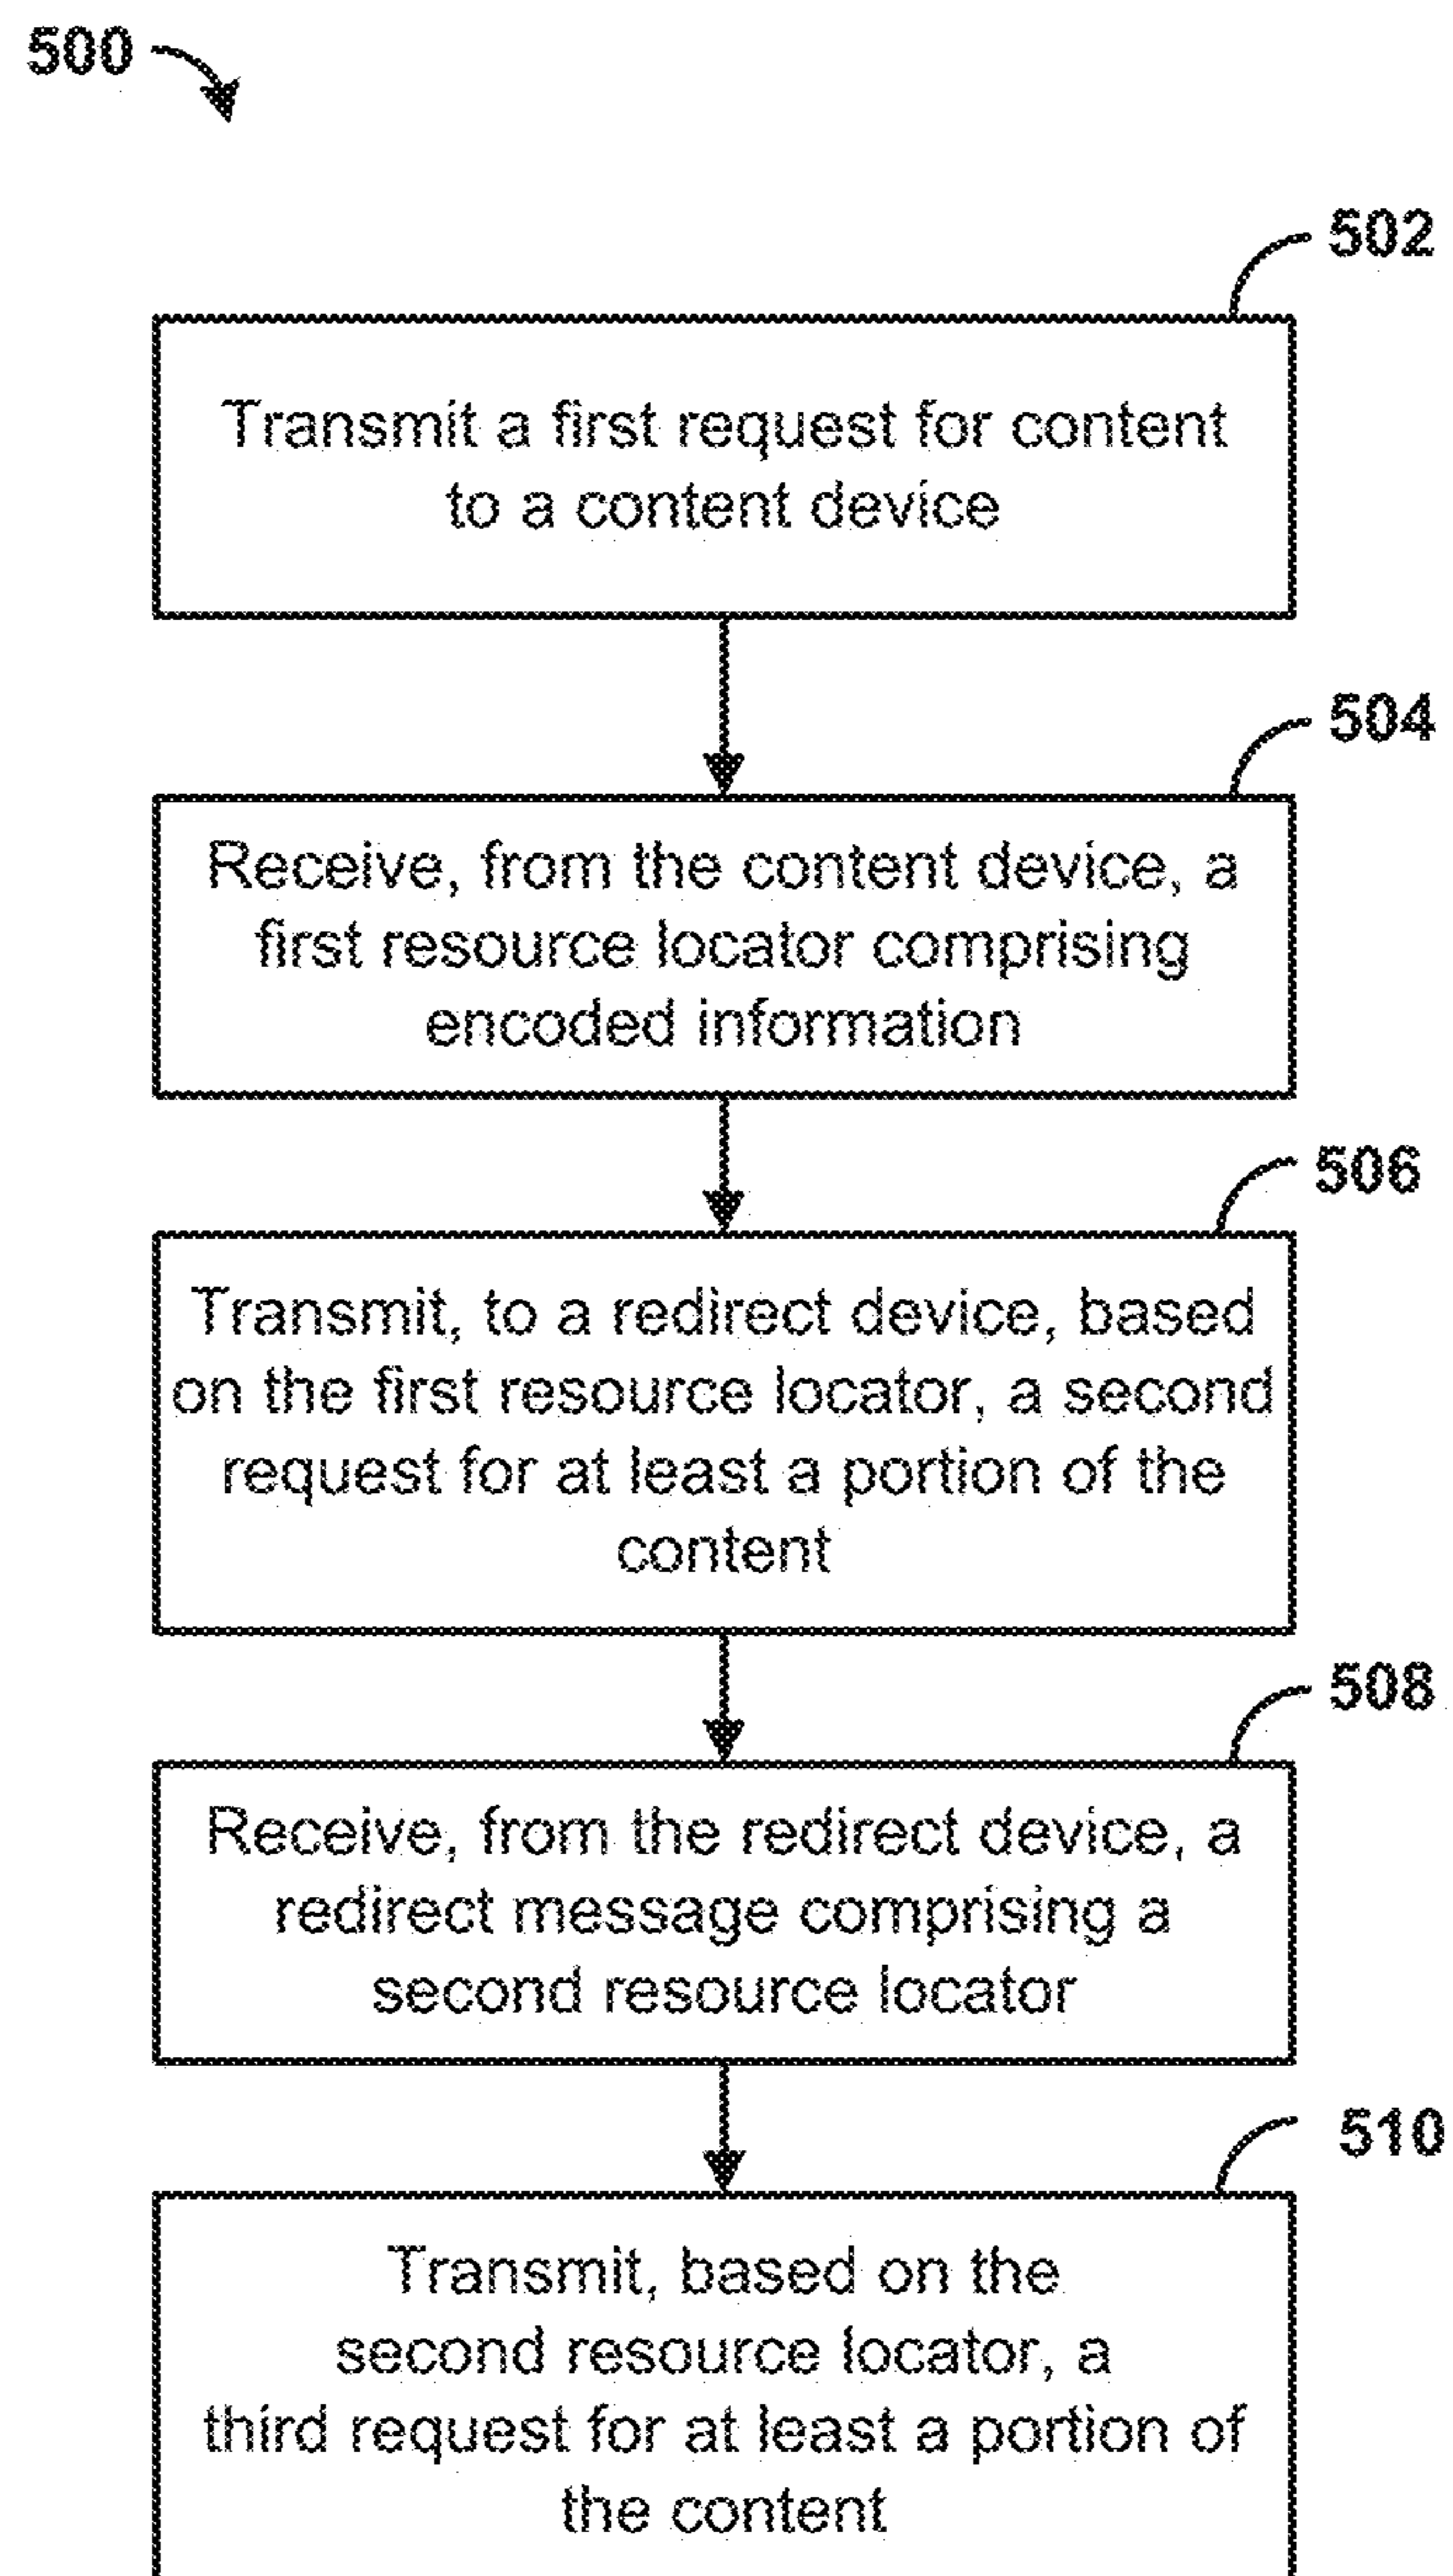 500
502
Transmit a first request for content
to a content device
504
Receive, from the content device, a
first resource locator comprising
encoded information
506
Transmit, to a redirect device, based
on the first resource locator, a second
request for at least a portion of the
content
508
Receive, from the redirect device, a
redirect message comprising a
second resource locator
510
Transmit, based on the
second resource locator, a
third request for at least a portion of
the content